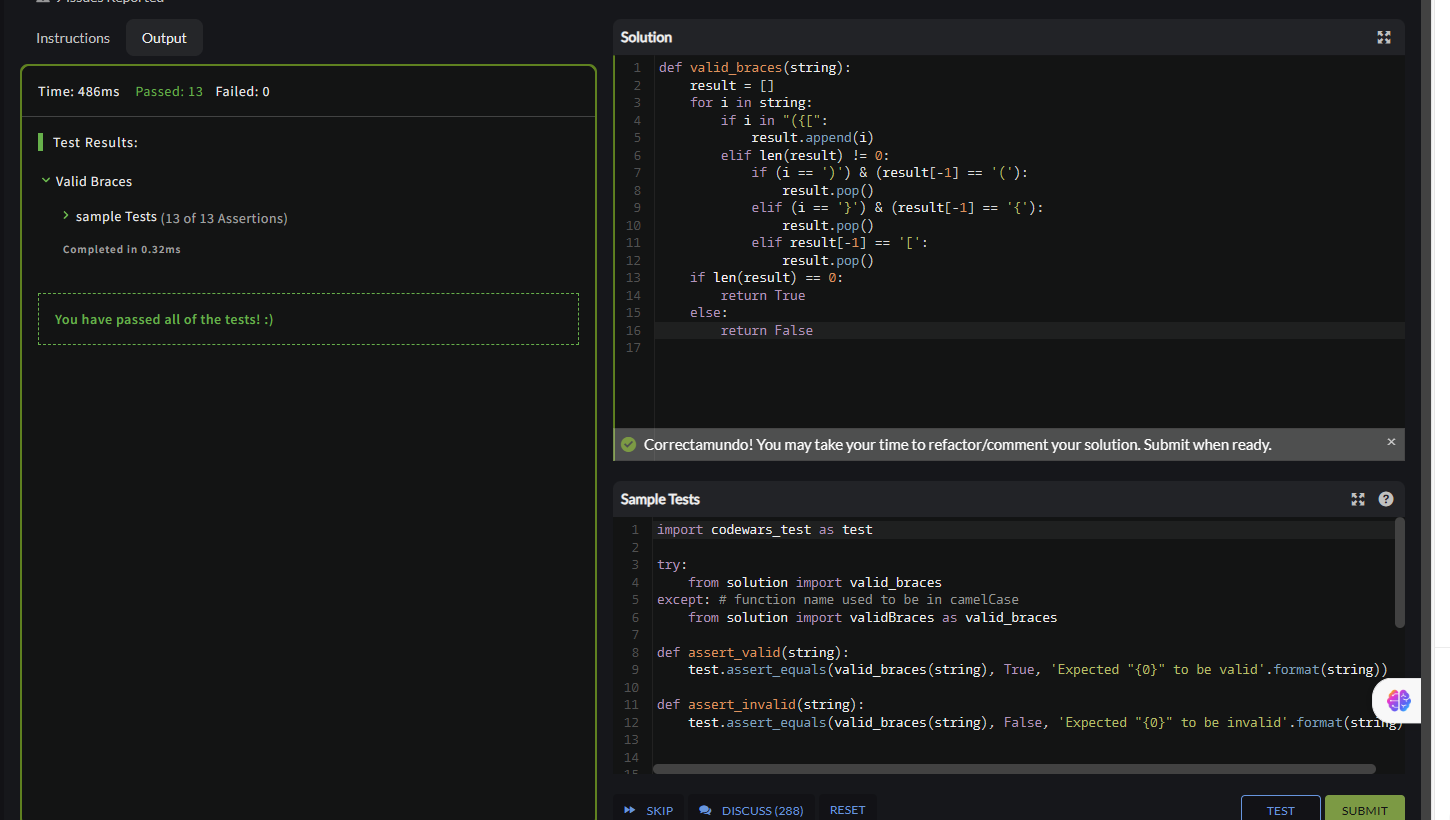 Instructions
Output
Time: 486ms Passed: 13 Failed: 0
Test Results:
Valid Braces
sample Tests (13 of 13 Assertions)
Completed in 0.32ms
You have passed all of the tests! :)
Solution
1 def valid_braces(string):
2 result = []
3 for i in string:
4 if i in "({[":
5 result.append(i)
6 elif len(result) != 0:
7 if (i == ')') & (result[-1] == '('):
8 result.pop()
9 elif (i == '}') & (result[-1] == '{'):
10 result.pop()
11 elif result[-1] == '[':
12 result.pop()
13 if len(result) == 0:
14 return True
15 else:
16 return False
17
Correctamundo! You may take your time to refactor/comment your solution. Submit when ready.
Sample Tests
1 import codewars_test as test
2
3 try:
4 from solution import valid_braces
5 except: # function name used to be in camelCase
6 from solution import validBraces as valid_braces
7
8 def assert_valid(string):
9 test.assert_equals(valid_braces(string), True, 'Expected "{0}" to be valid'.format(string))
10
11 def assert_invalid(string):
12 test.assert_equals(valid_braces(string), False, 'Expected "{0}" to be invalid'.format(string)
13
14
SKIP
DISCUSS (288)
RESET
TEST
SUBMIT